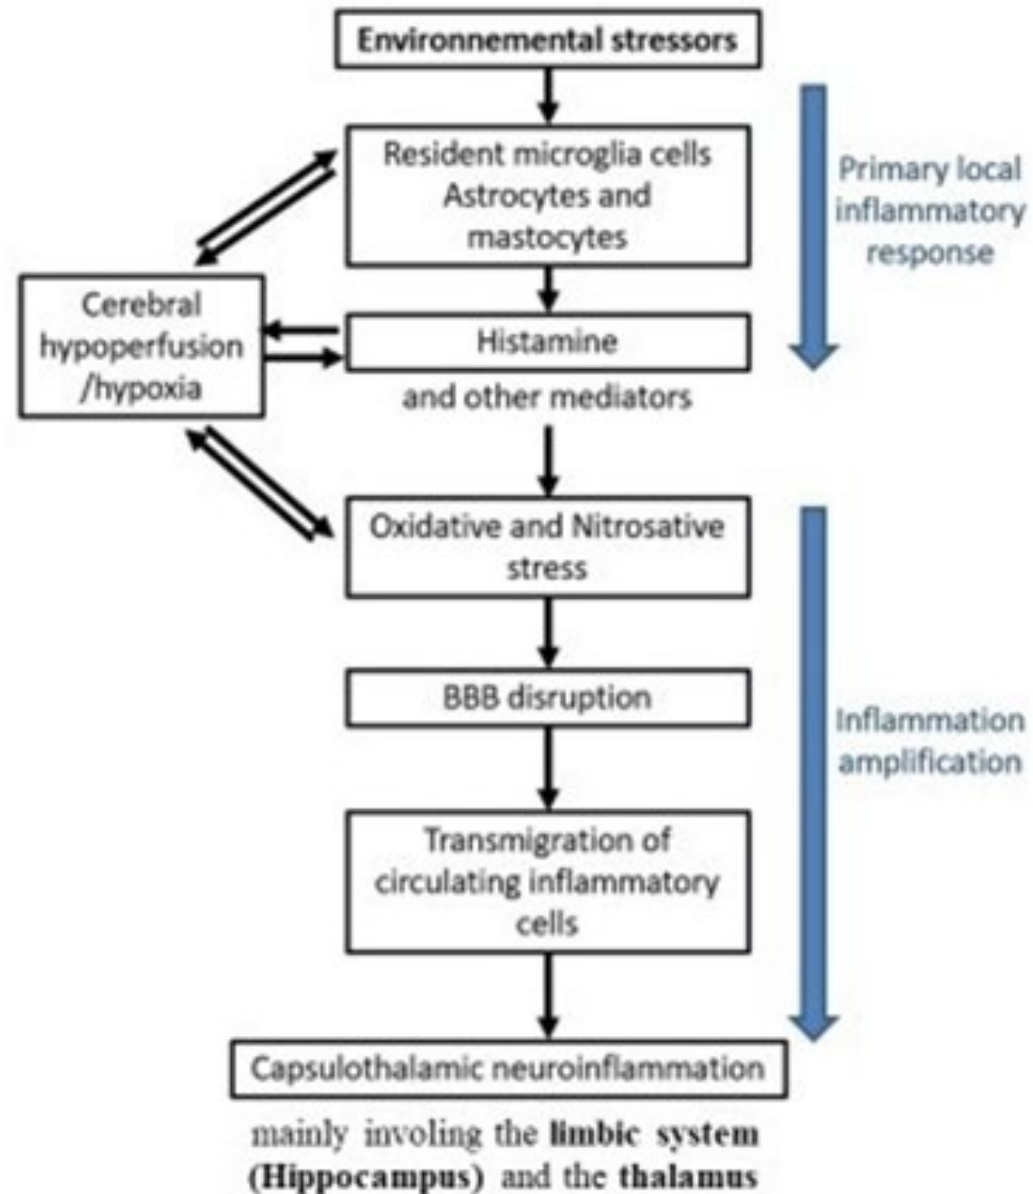 Environnemental stressors
Resident microglia cells
Astrocytes and
mastocytes
Primary local
inflammatory
response
Cerebral
hypoperfusion
/hypoxia
Histamine
and other mediators
Oxidative and Nitrosative
stress
BBB disruption
Inflammation
amplification
Transmigration of
circulating inflammatory
cells
Capsulothalamic neuroinflammation
mainly involing the limbic system
(Hippocampus) and the thalamus